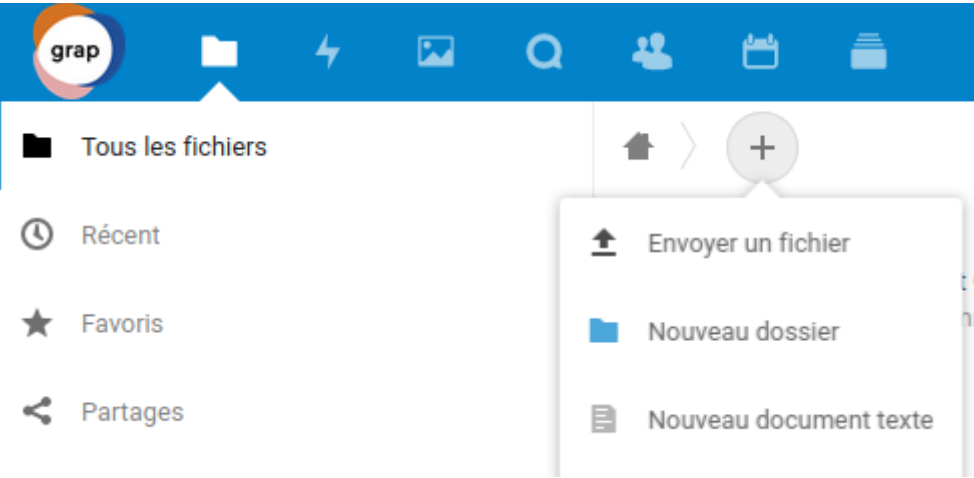 grap
Tous les fichiers
Récent
Favoris
Partages
Envoyer un fichier
Nouveau dossier
Nouveau document texte